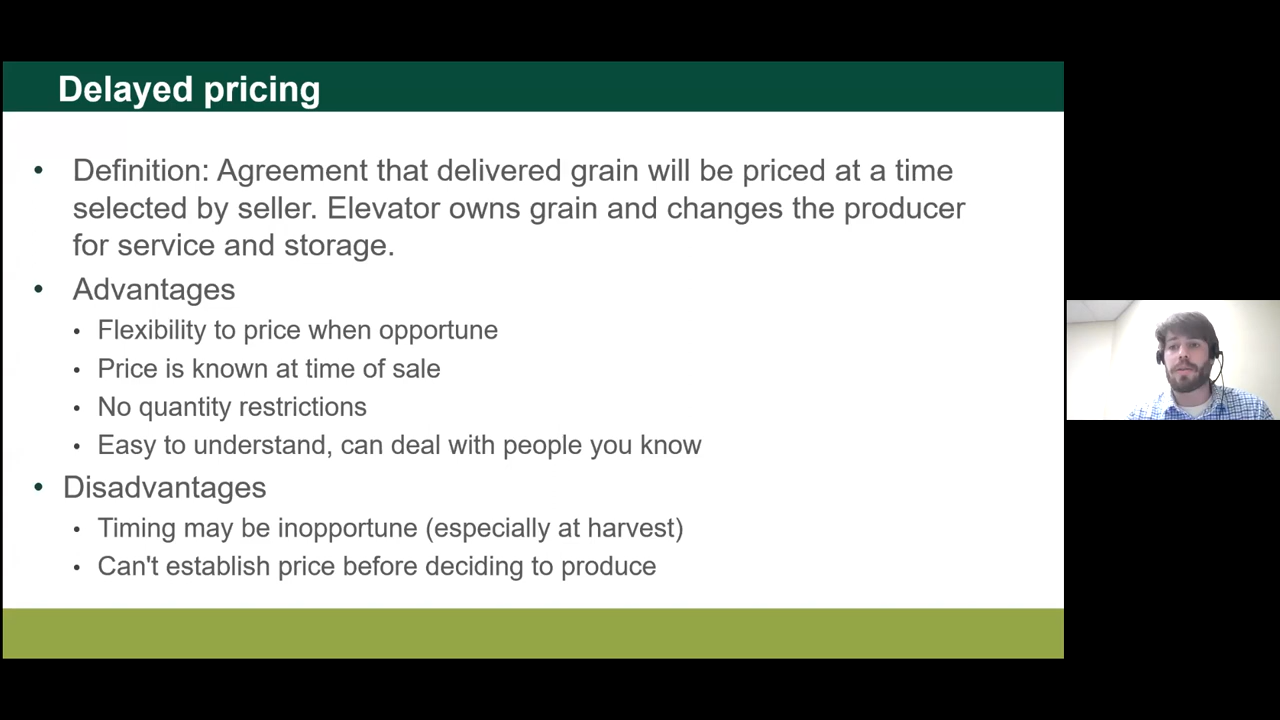 Delayed pricing
• Definition: Agreement that delivered grain will be priced at a time
selected by seller. Elevator owns grain and changes the producer
for service and storage.
• Advantages
• Flexibility to price when opportune
• Price is known at time of sale
• No quantity restrictions
• Easy to understand, can deal with people you know
• Disadvantages
• Timing may be inopportune (especially at harvest)
• Can't establish price before deciding to produce